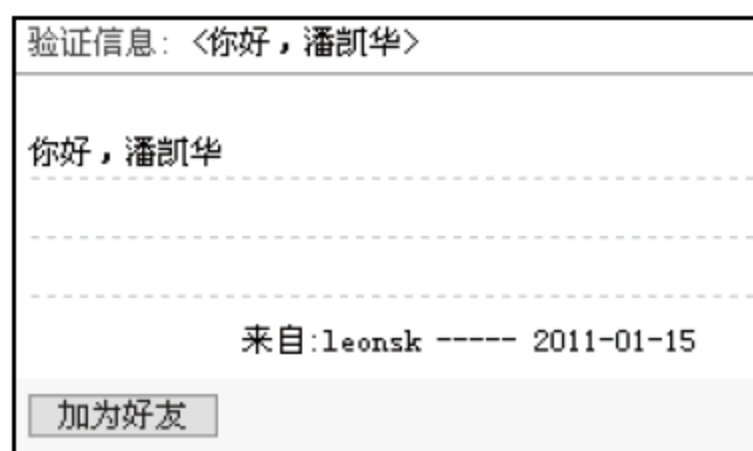 验证信息: <你好，潘凯华>
你好，潘凯华
来自:leonsk ----- 2011-01-15
加为好友